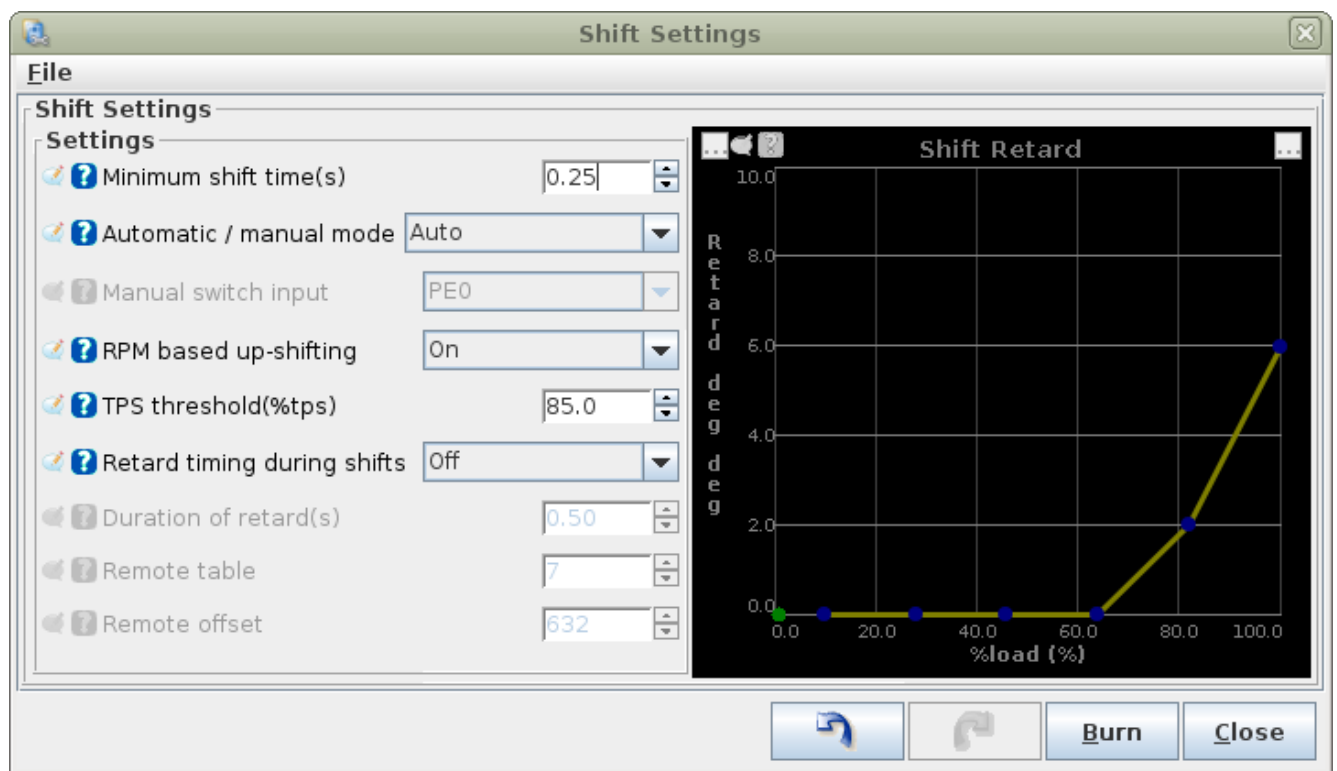 Shift Settings
File
Shift Settings
Settings
Minimum shift time(s) 0.25
Automatic / manual mode Auto
Manual switch input PE0
RPM based up-shifting On
TPS threshold(%tps) 85.0
Retard timing during shifts Off
Duration of retard(s) 0.50
Remote table 7
Remote offset 632
... Shift Retard ...
Retard deg deg
10.0
8.0
6.0
4.0
2.0
0.0
0.0 20.0 40.0 60.0 80.0 100.0
%load (%)
Burn Close